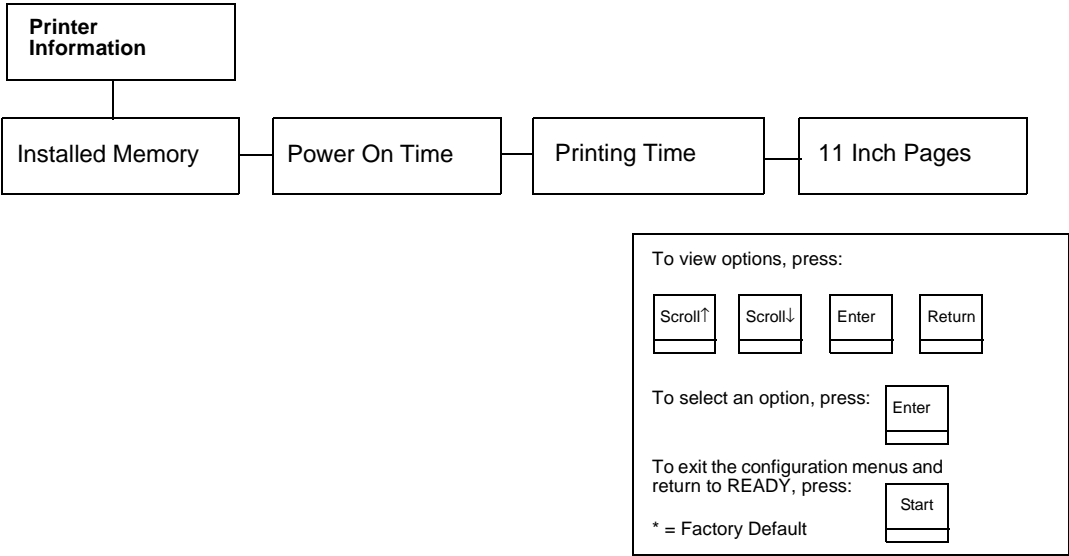 Printer
Information
Installed Memory
Power On Time
Printing Time
11 Inch Pages
To view options, press:
Scroll↑
Scroll↓
Enter
Return
To select an option, press:
Enter
To exit the configuration menus and
return to READY, press:
Start
* = Factory Default